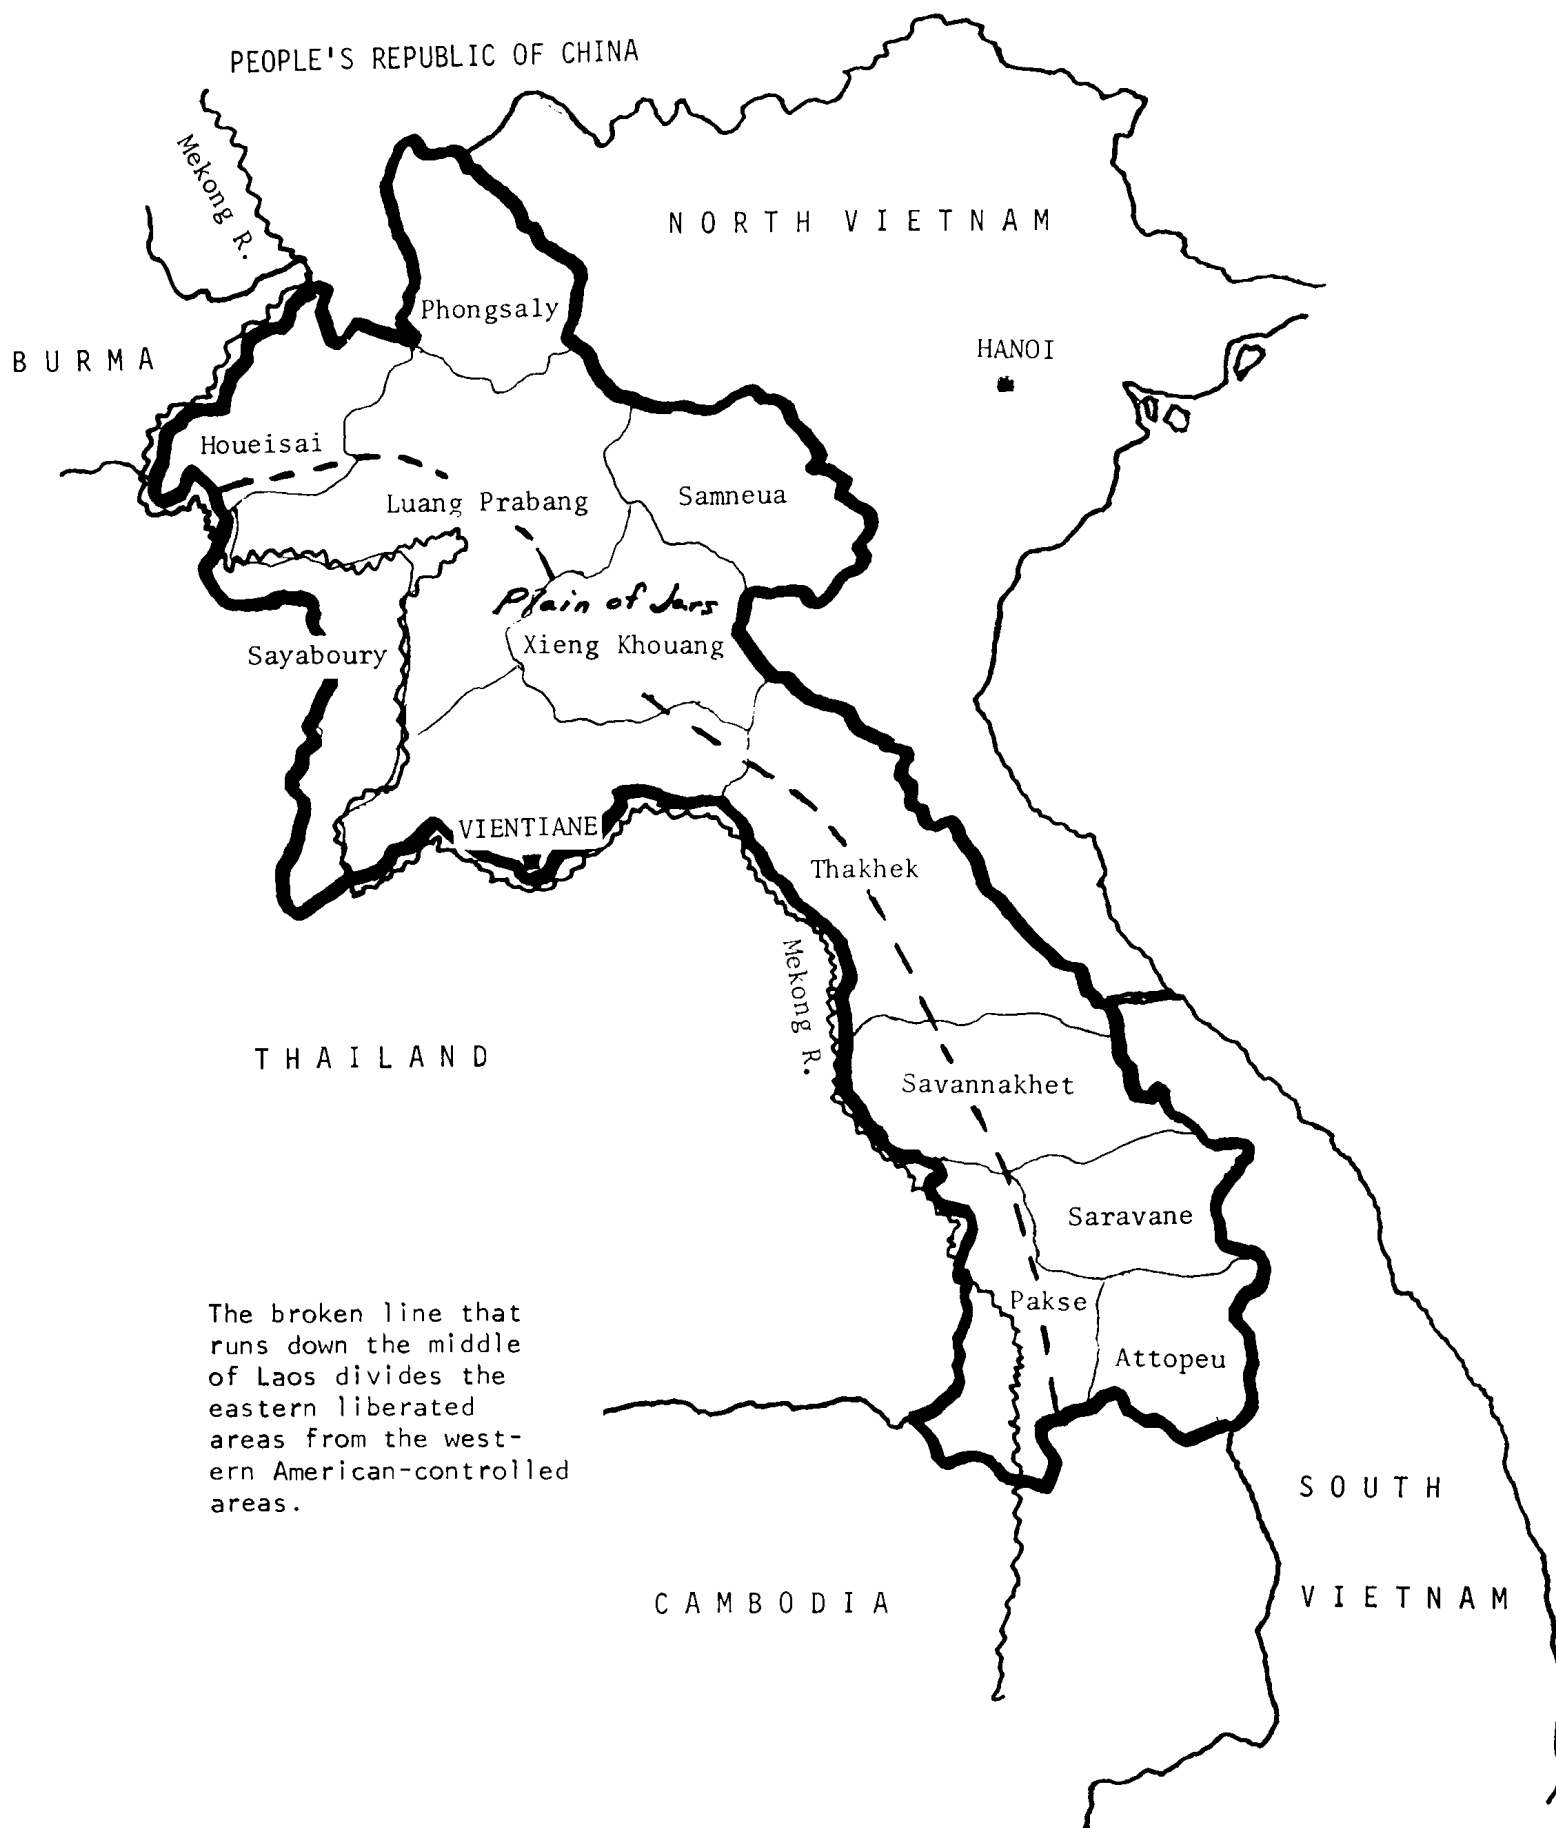 PEOPLE'S REPUBLIC OF CHINA
Mekong R.
NORTH VIETNAM
Phongsaly
BURMA
HANOI
Houeisai
Luang Prabang
Samneua
Plain of Jars
Xieng Khouang
Sayaboury
VIENTIANE
Thakhek
Mekong R.
THAILAND
Savannakhet
Saravane
Pakse
Attopeu
The broken line that
runs down the middle
of Laos divides the
eastern liberated
areas from the west-
ern American-controlled
areas.
SOUTH
VIETNAM
CAMBODIA